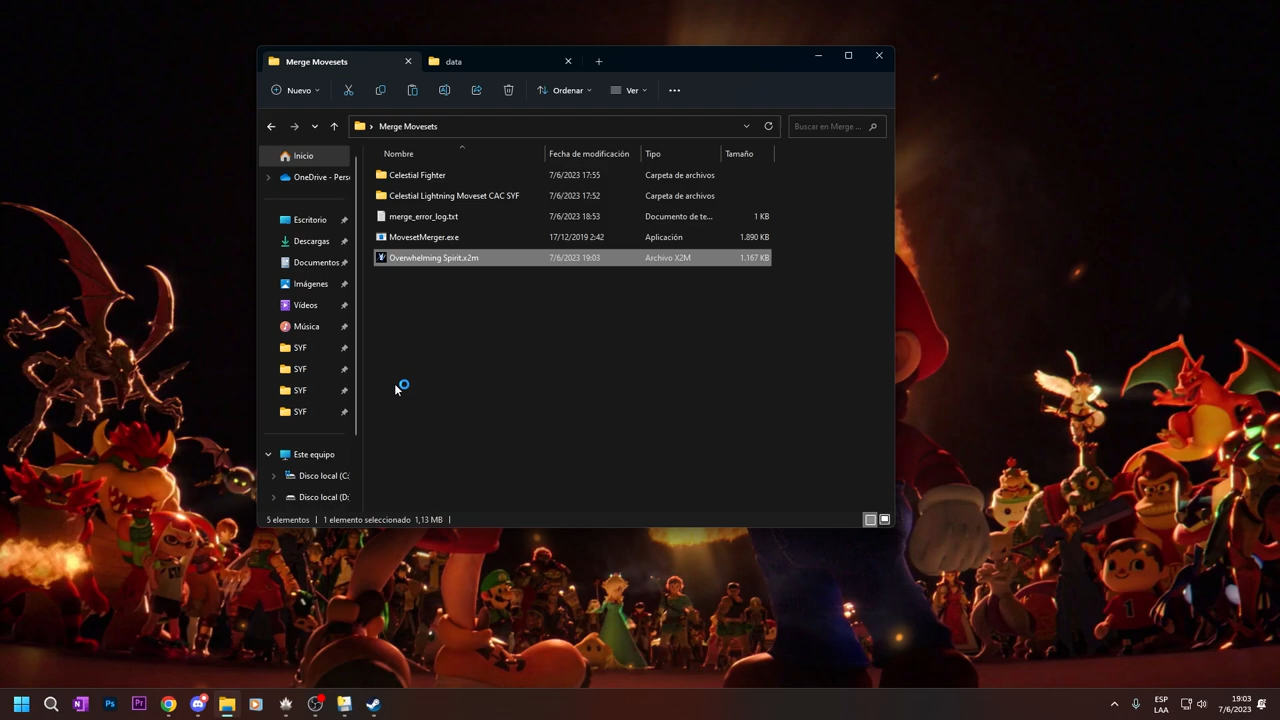 Merge Movesets
data
Nuevo
Ordenar
Ver
Merge Movesets
Buscar en Merge ...
Nombre
Fecha de modificación
Tipo
Tamaño
Inicio
OneDrive - Pers
Escritorio
Descargas
Documentos
Imágenes
Vídeos
Música
SYF
SYF
SYF
SYF
Este equipo
Disco local (C:
Disco local (D:
Celestial Fighter 7/6/2023 17:55 Carpeta de archivos
Celestial Lightning Moveset CAC SYF 7/6/2023 17:52 Carpeta de archivos
merge_error_log.txt 7/6/2023 18:53 Documento de te... 1 KB
MovesetMerger.exe 17/12/2019 2:42 Aplicación 1.890 KB
Overwhelming Spirit.x2m 7/6/2023 19:03 Archivo X2M 1.167 KB
5 elementos 1 elemento seleccionado 1,13 MB
N
Ps
Pr
ESP
LAA
19:03
7/6/2023